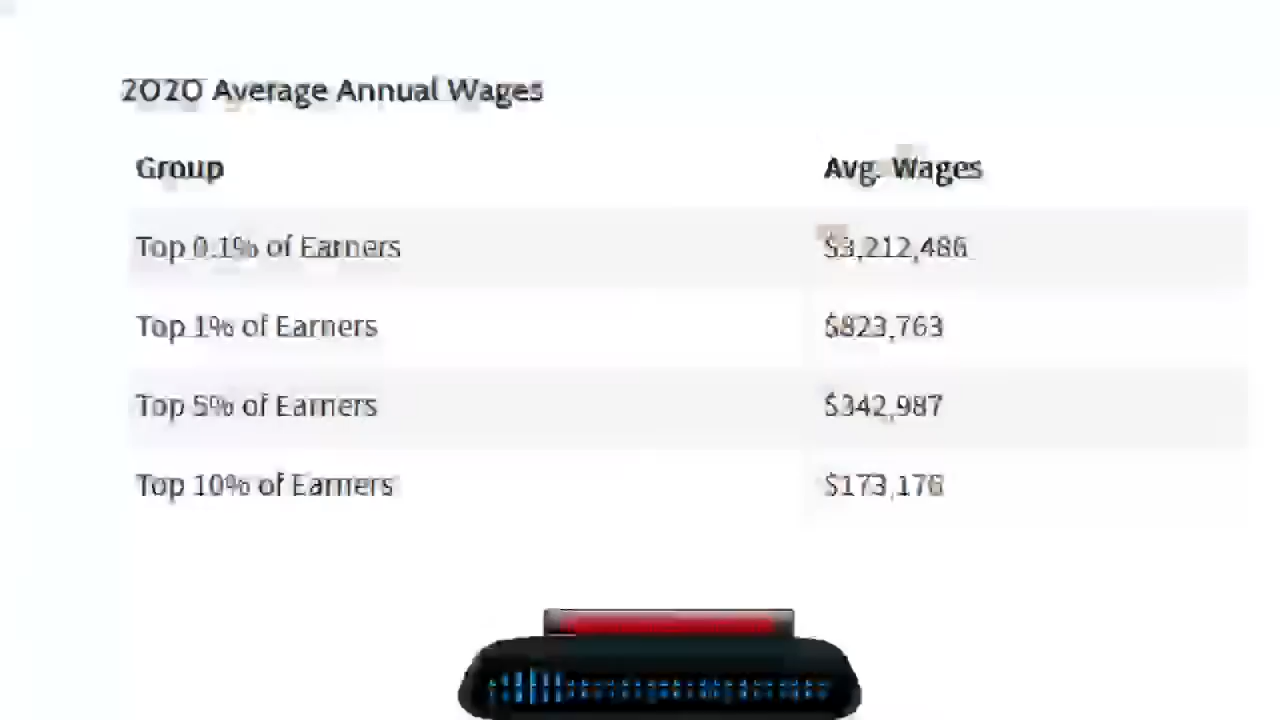 2020 Average Annual Wages
Group Avg. Wages
Top 0.1% of Earners $3,212,486
Top 1% of Earners $823,763
Top 5% of Earners $342,987
Top 10% of Earners $173,176